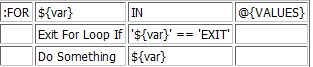 :FOR ${var} IN @{VALUES}
Exit For Loop If '${var}' == 'EXIT'
Do Something ${var}